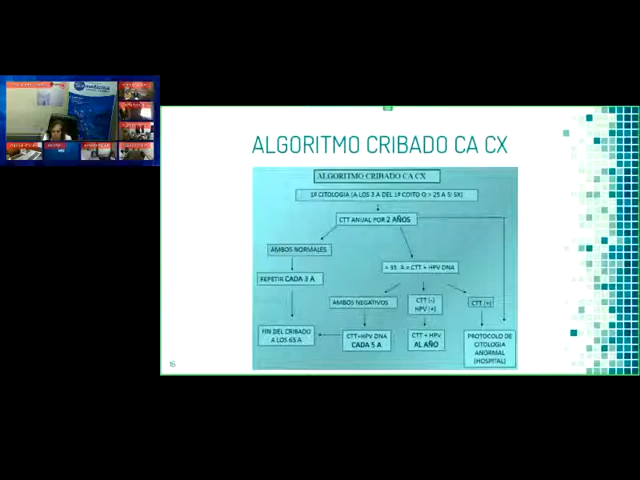 ALGORITMO CRIBADO CA CX
ALGORITMO CRIBADO CA CX
1ª CITOLOGIA (A LOS 3 A DEL 1º COITO O > 25 A S! SX)
CTT ANUAL POR 2 AÑOS
AMBOS NORMALES
REPETIR CADA 3 A
CTT + HPV DNA
AMBOS NEGATIVOS
CTT (-)
HPV (+)
CTT (+)
FIN DEL CRIBADO
A LOS 65 A
CTT+HPV DNA
CADA 5 A
CTT + HPV
AL AÑO
PROTOCOLO DE
CITOLOGIA
ANORMAL
(HOSPITAL)
16